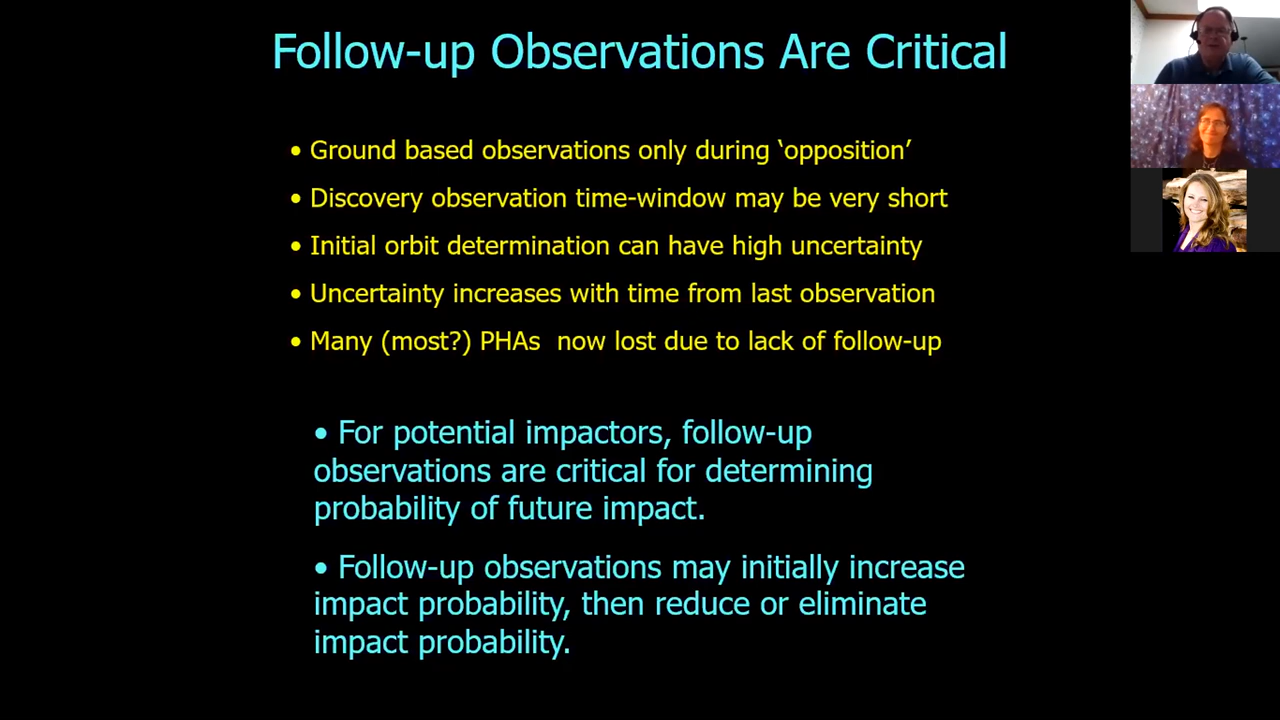 Follow-up Observations Are Critical
• Ground based observations only during ‘opposition’
• Discovery observation time-window may be very short
• Initial orbit determination can have high uncertainty
• Uncertainty increases with time from last observation
• Many (most?) PHAs  now lost due to lack of follow-up
• For potential impactors, follow-up
observations are critical for determining
probability of future impact.
• Follow-up observations may initially increase
impact probability, then reduce or eliminate
impact probability.